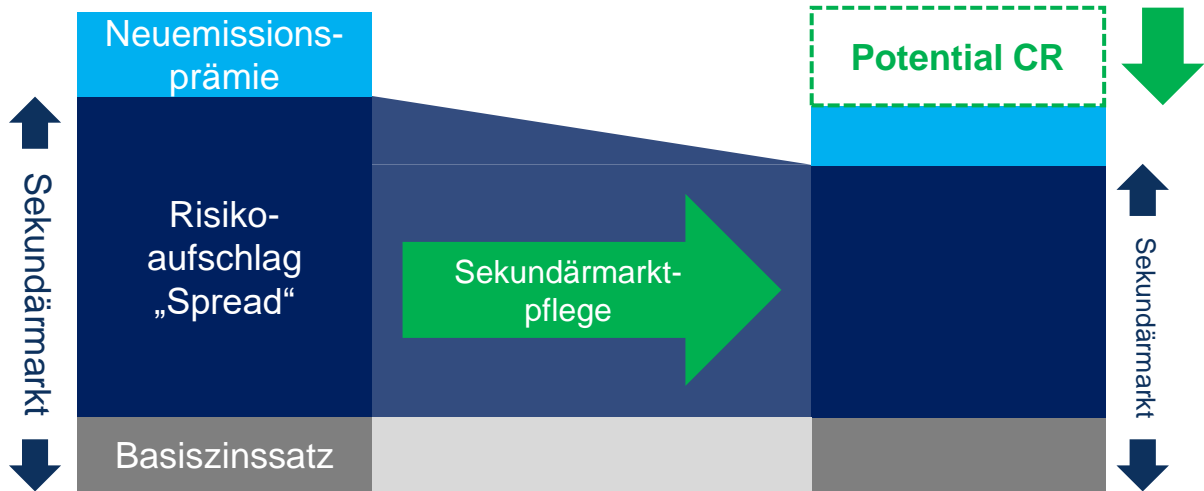 Neuemissions-
prämie
Potential CR
Sekundärmarkt
Risiko-
aufschlag
„Spread“
Sekundärmarkt-
pflege
Sekundärmarkt
Basiszinssatz